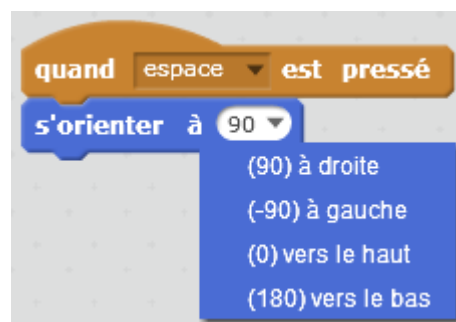 quand espace est pressé
s'orienter à 90
(90) à droite
(-90) à gauche
(0) vers le haut
(180) vers le bas